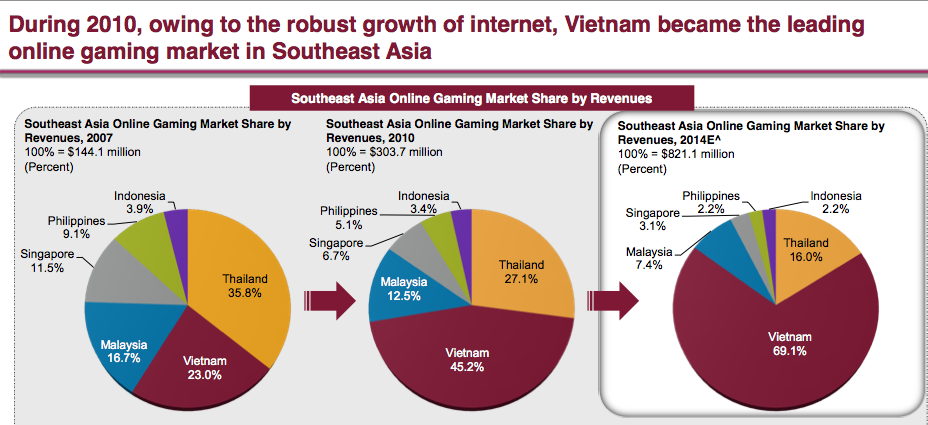 During 2010, owing to the robust growth of internet, Vietnam became the leading
online gaming market in Southeast Asia
Southeast Asia Online Gaming Market Share by Revenues
Southeast Asia Online Gaming Market Share by
Revenues, 2007
100% = $144.1 million
(Percent)
Indonesia
3.9%
Philippines
9.1%
Singapore
11.5%
Thailand
35.8%
Malaysia
16.7%
Vietnam
23.0%
Southeast Asia Online Gaming Market Share by
Revenues, 2010
100% = $303.7 million
(Percent)
Indonesia
3.4%
Philippines
5.1%
Singapore
6.7%
Malaysia
12.5%
Thailand
27.1%
Vietnam
45.2%
Southeast Asia Online Gaming Market Share by
Revenues, 2014E^
100% = $821.1 million
(Percent)
Philippines
2.2%
Indonesia
2.2%
Singapore
3.1%
Malaysia
7.4%
Thailand
16.0%
Vietnam
69.1%